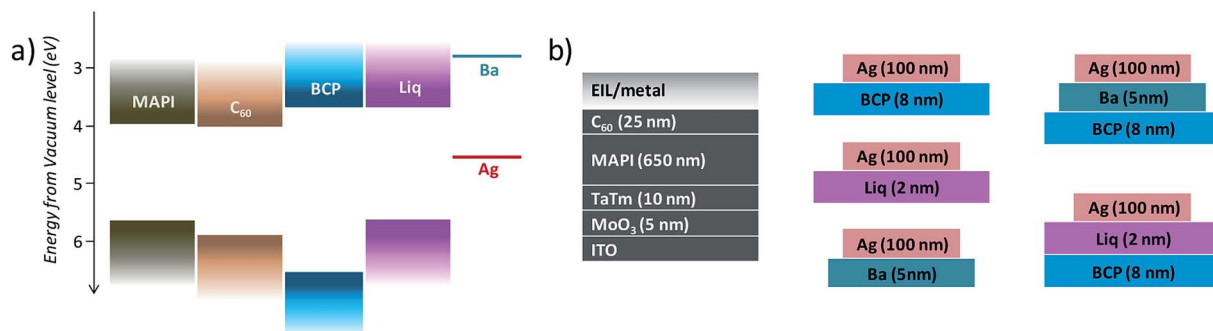 a)
Energy from Vacuum level (eV)
3
4
5
6
MAPI
C₆₀
BCP
Liq
Ba
Ag
b)
EIL/metal
C₆₀ (25 nm)
MAPI (650 nm)
TaTm (10 nm)
MoO₃ (5 nm)
ITO
Ag (100 nm)
BCP (8 nm)
Ag (100 nm)
Liq (2 nm)
Ag (100 nm)
Ba (5nm)
Ag (100 nm)
Ba (5nm)
BCP (8 nm)
Ag (100 nm)
Liq (2 nm)
BCP (8 nm)